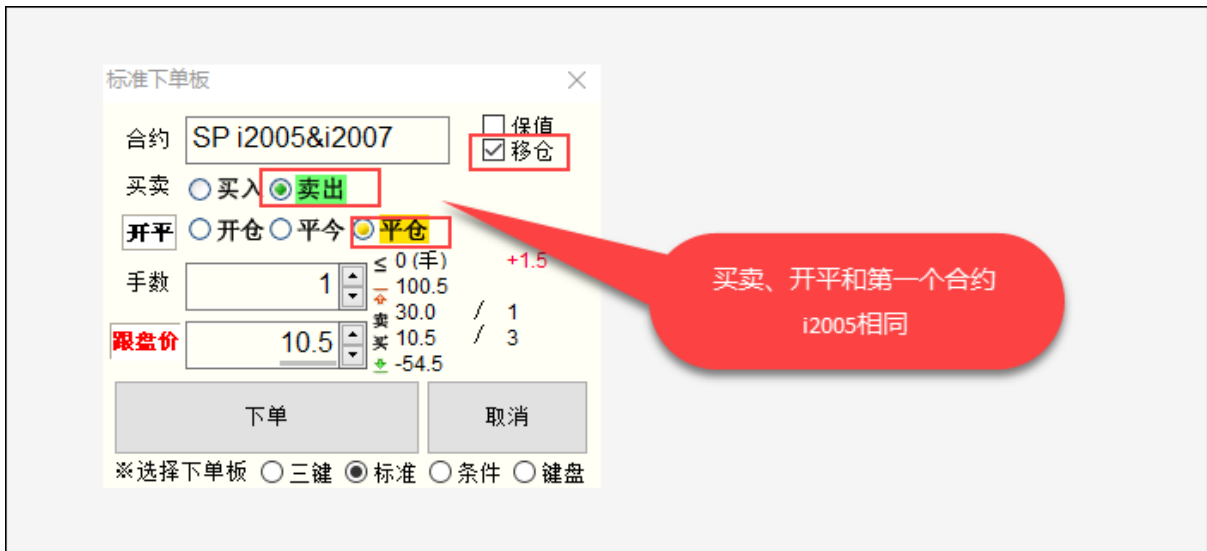 标准下单板
合约 SP i2005&i2007 保值
移仓
买卖 买入 卖出
开平 开仓 平今 平仓
手数 1 ≤ 0 (手) +1.5
100.5
卖 30.0 / 1
跟盘价 10.5 买 10.5 / 3
-54.5
下单 取消
※选择下单板 三键 标准 条件 键盘
买卖、开平和第一个合约
i2005相同